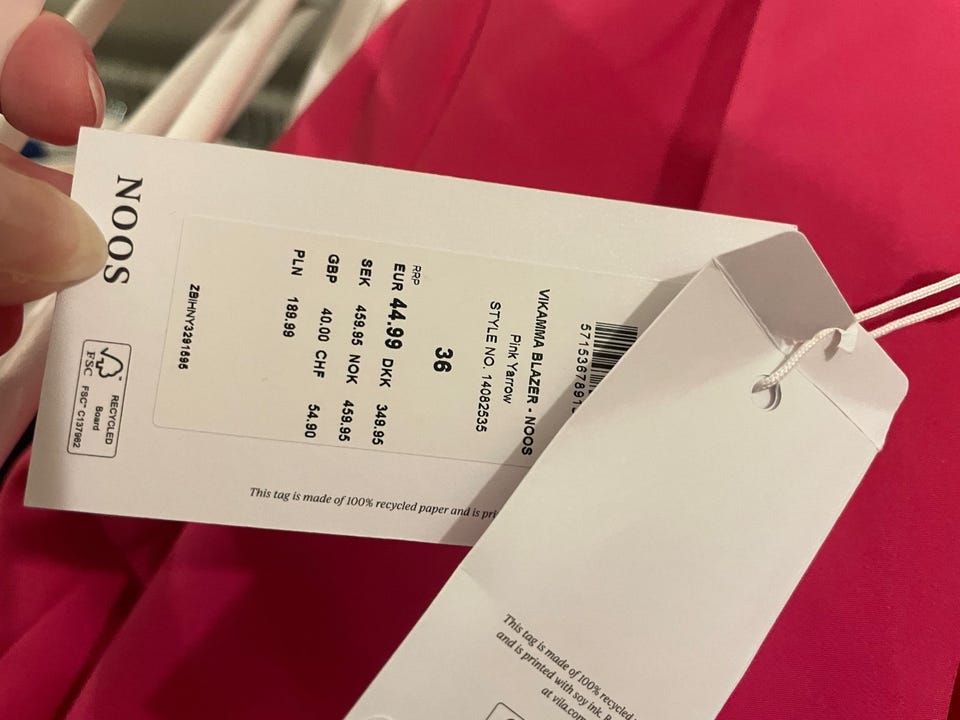 NOOS
571536789
VIKAMMA BLAZER - NOOS
Pink Yarrow
STYLE NO. 14082535
36
RRP
EUR 44.99 DKK 349.95
SEK 459.95 NOK 459.95
GBP 40.00 CHF 54.90
PLN 189.99
ZBIHNY3291595
FSC
RECYCLED
Board
FSC™ C137962
This tag is made of 100% recycled paper and is pri
This tag is made of 100% recycled
and is printed with soy ink.
at vila.com